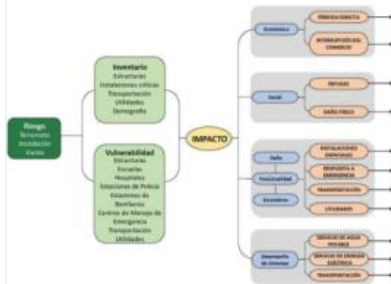 Riesgo
Terremoto
Inundación
Inventario
Estructuras
Instalaciones críticas
Transportación
Utilidades
Demografía
Vulnerabilidad
Estructuras
Escuelas
Hospitales
Estaciones de Policía
Estaciones de
Bomberos
Centros de Manejo de
Emergencia
Transportación
Utilidades
IMPACTO
Económico
PÉRDIDA DIRECTA
INTERRUPCIÓN DEL
COMERCIO
Social
REFUGIO
DAÑO FÍSICO
Daño
Funcionalidad
Escombros
INSTALACIONES
ESENCIALES
RESPUESTA A
EMERGENCIA
TRANSPORTACIÓN
UTILIDADES
Desempeño
de Sistemas
SERVICIO DE AGUA
POTABLE
SERVICIO DE ENERGÍA
ELÉCTRICA
TRANSPORTACIÓN